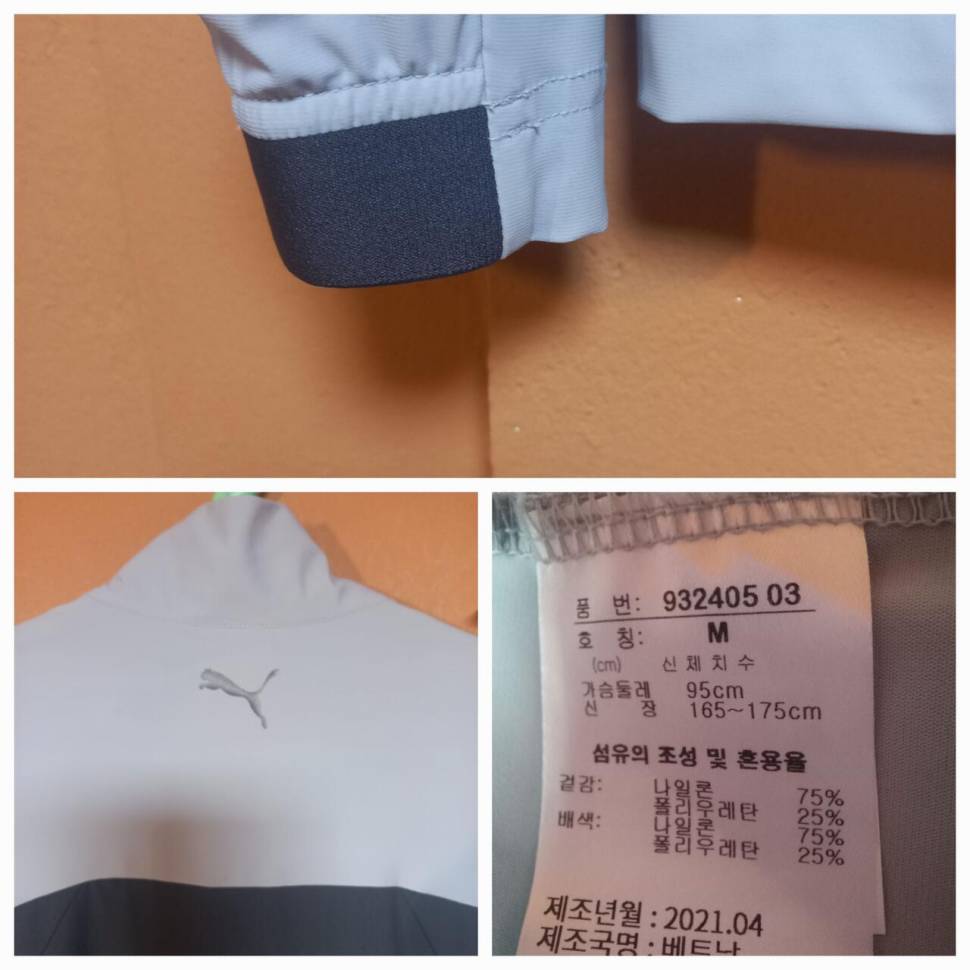 품 번: 932405 03
호 칭: M
(cm) 신 체 치 수
가슴둘레 95cm
신 장 165~175cm
섬유의 조성 및 혼용율
겉감: 나일론 75%
폴리우레탄 25%
배색: 나일론 75%
폴리우레탄 25%
제조년월 : 2021.04
제조국명 : 베트남